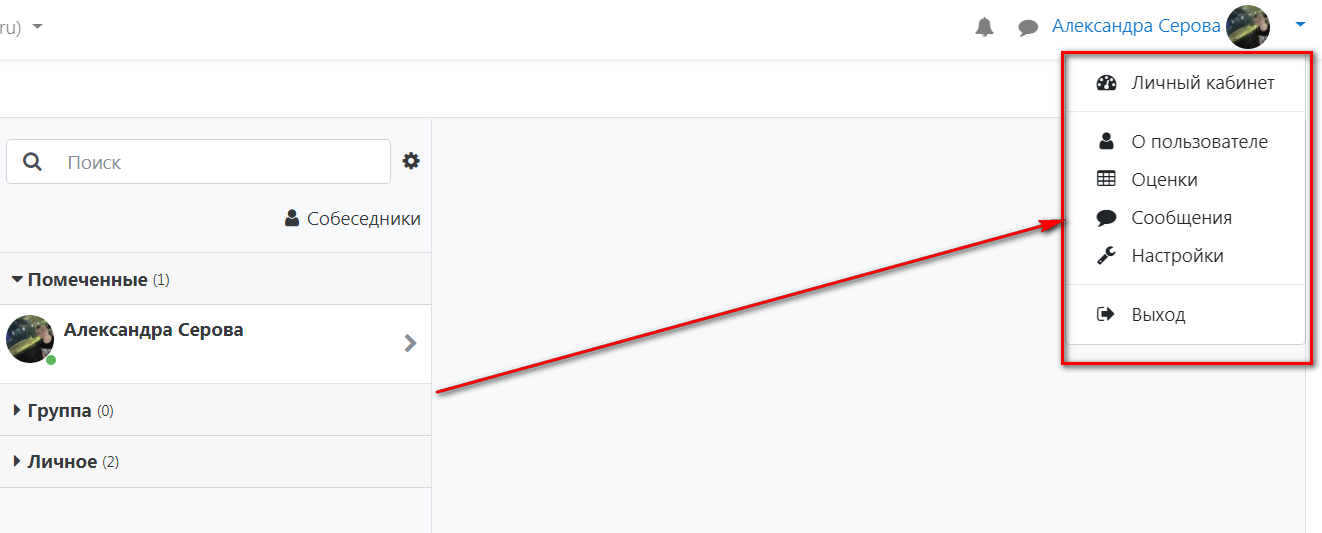 ru)
Александра Серова
Личный кабинет
О пользователе
Оценки
Сообщения
Настройки
Выход
Поиск
Собеседники
Помеченные (1)
Александра Серова
Группа (0)
Личное (2)